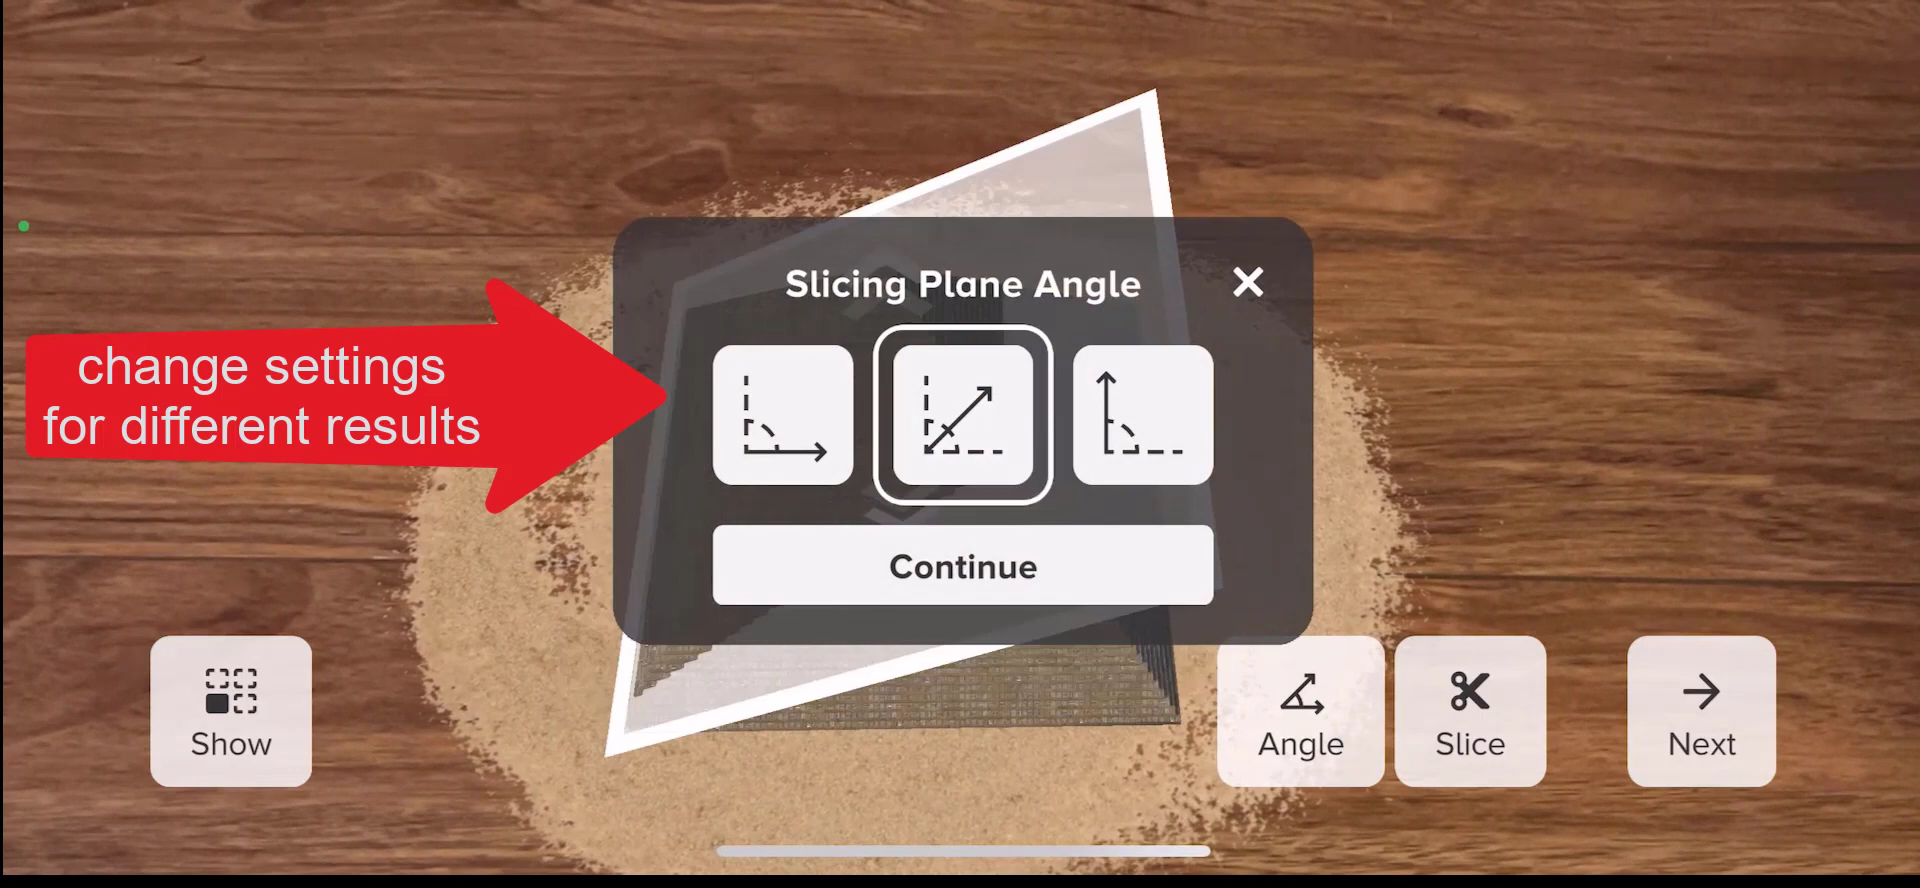 Slicing Plane Angle
change settings
for different results
Continue
Show
Angle
Slice
Next